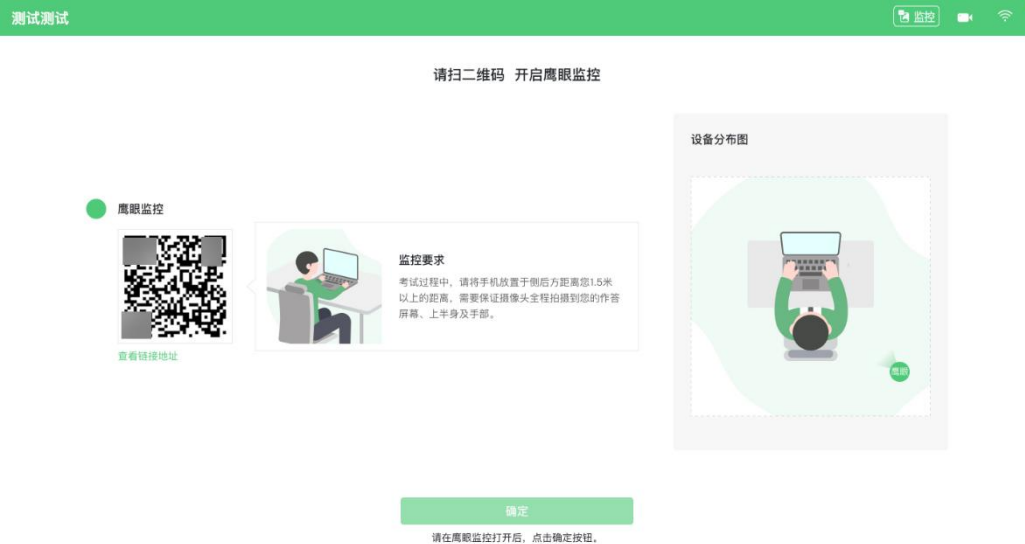 测试测试
监控
请扫二维码 开启鹰眼监控
设备分布图
鹰眼监控
监控要求
考试过程中，请将手机放置于侧后方距离您1.5米
以上的距离，需要保证摄像头全程拍摄到您的作答
屏幕、上半身及手部。
查看链接地址
鹰眼
确定
请在鹰眼监控打开后，点击确定按钮。